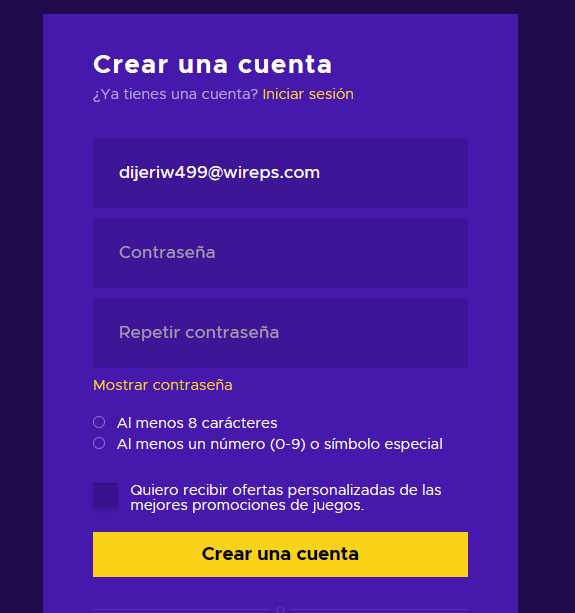 Crear una cuenta
¿Ya tienes una cuenta? Iniciar sesión
dijeriw499@wireps.com
Contraseña
Repetir contraseña
Mostrar contraseña
Al menos 8 carácteres
Al menos un número (0-9) o símbolo especial
Quiero recibir ofertas personalizadas de las
mejores promociones de juegos.
Crear una cuenta